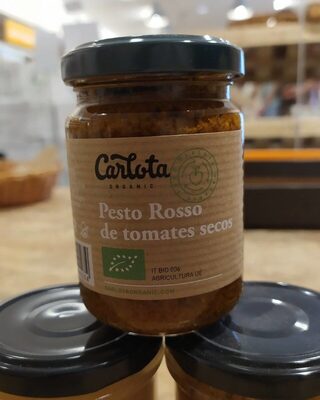 Carlota
ORGANIC
Pesto Rosso
de tomates secos
IT BIO 006
AGRICULTURA UE